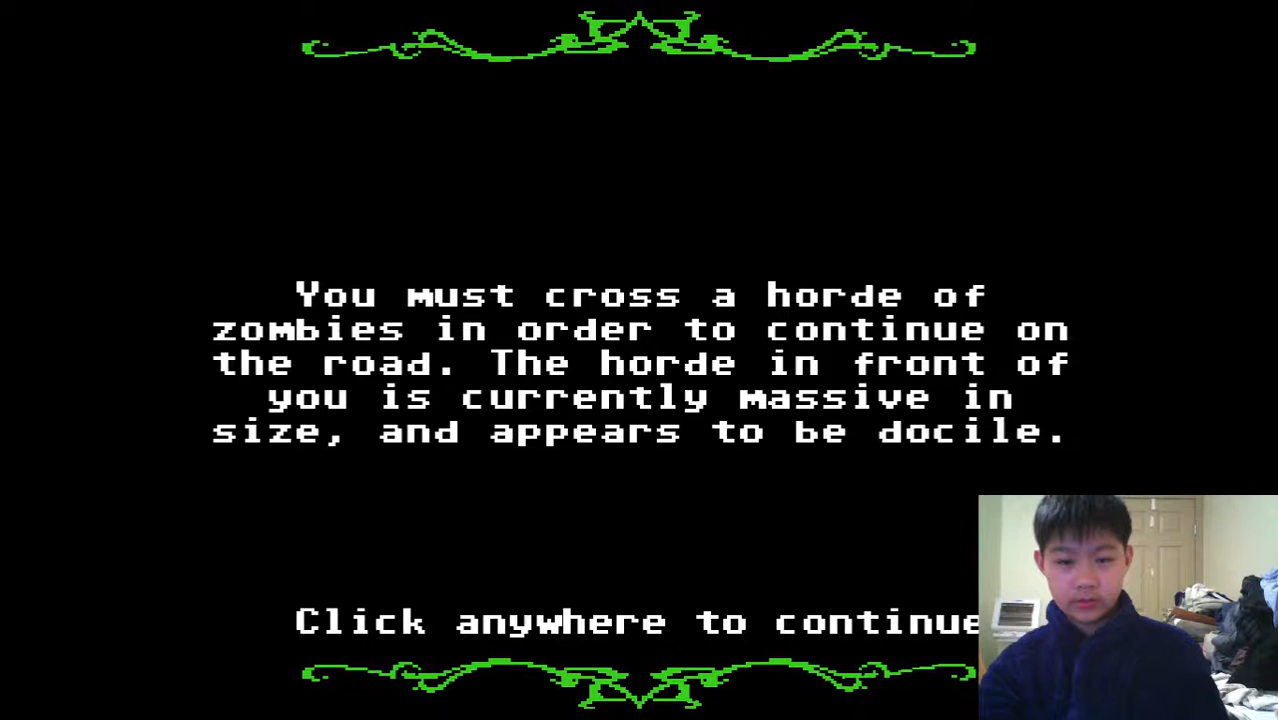 You must cross a horde of
zombies in order to continue on
the road. The horde in front of
you is currently massive in
size, and appears to be docile.
Click anywhere to continue